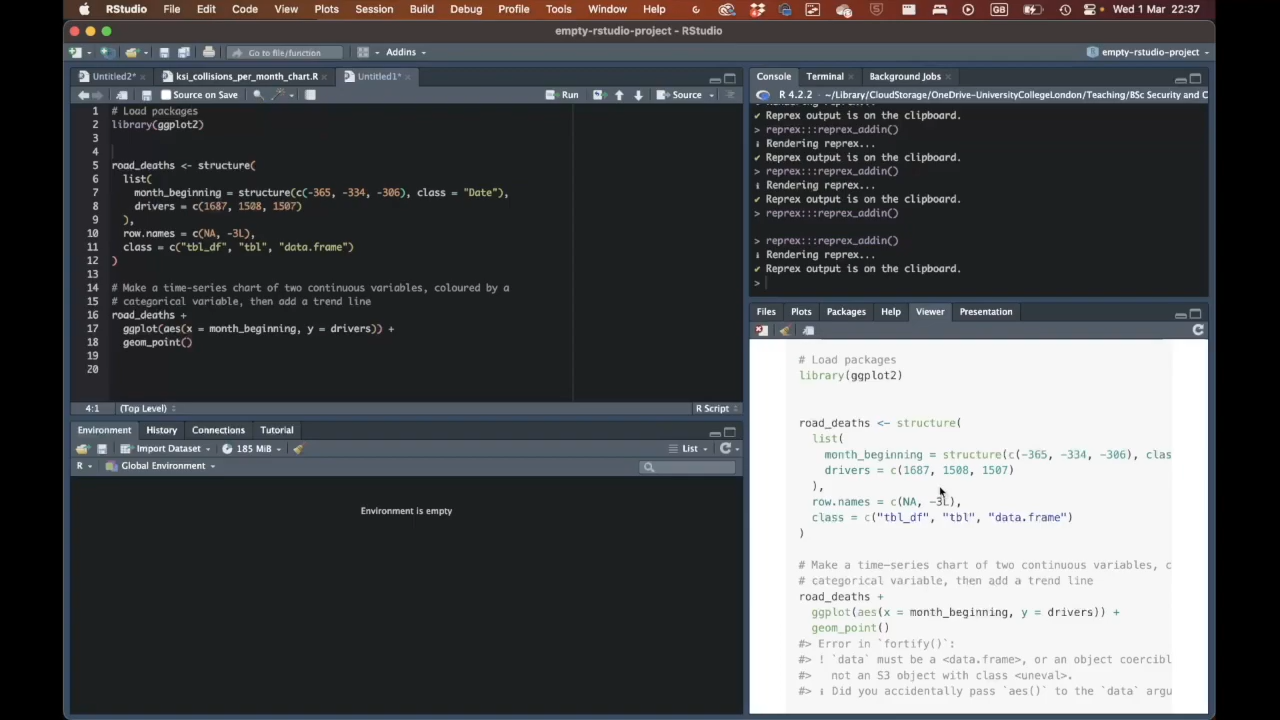 RStudio File Edit Code View Plots Session Build Debug Profile Tools Window Help GB Wed 1 Mar 22:37
empty-rstudio-project - RStudio
Go to file/function Addins empty-rstudio-project
Untitled2* ksi_collisions_per_month_chart.R Untitled1*
Source on Save Run Source
1 # Load packages
2 library(ggplot2)
3
4
5 road_deaths <- structure(
6 list(
7 month_beginning = structure(c(-365, -334, -306), class = "Date"),
8 drivers = c(1687, 1508, 1507)
9 ),
10 row.names = c(NA, -3L),
11 class = c("tbl_df", "tbl", "data.frame")
12 )
13
14 # Make a time-series chart of two continuous variables, coloured by a
15 # categorical variable, then add a trend line
16 road_deaths +
17 ggplot(aes(x = month_beginning, y = drivers)) +
18 geom_point()
19
20
4:1 (Top Level) R Script
Environment History Connections Tutorial
Import Dataset 185 MiB List
R Global Environment
Environment is empty
Console Terminal Background Jobs
R 4.2.2 · ~/Library/CloudStorage/OneDrive-UniversityCollegeLondon/Teaching/BSc Security and C
ℹ Rendering reprex...
✔ Reprex output is on the clipboard.
> reprex:::reprex_addin()
ℹ Rendering reprex...
✔ Reprex output is on the clipboard.
> reprex:::reprex_addin()
ℹ Rendering reprex...
✔ Reprex output is on the clipboard.
> reprex:::reprex_addin()
> reprex:::reprex_addin()
ℹ Rendering reprex...
✔ Reprex output is on the clipboard.
>
Files Plots Packages Help Viewer Presentation
# Load packages
library(ggplot2)
road_deaths <- structure(
list(
month_beginning = structure(c(-365, -334, -306), clas
drivers = c(1687, 1508, 1507)
),
row.names = c(NA, -3L),
class = c("tbl_df", "tbl", "data.frame")
)
# Make a time-series chart of two continuous variables, c
# categorical variable, then add a trend line
road_deaths +
ggplot(aes(x = month_beginning, y = drivers)) +
geom_point()
#> Error in `fortify()`:
#> ! `data` must be a <data.frame>, or an object coercibl
#> not an S3 object with class <uneval>.
#> ℹ Did you accidentally pass `aes()` to the `data` argu